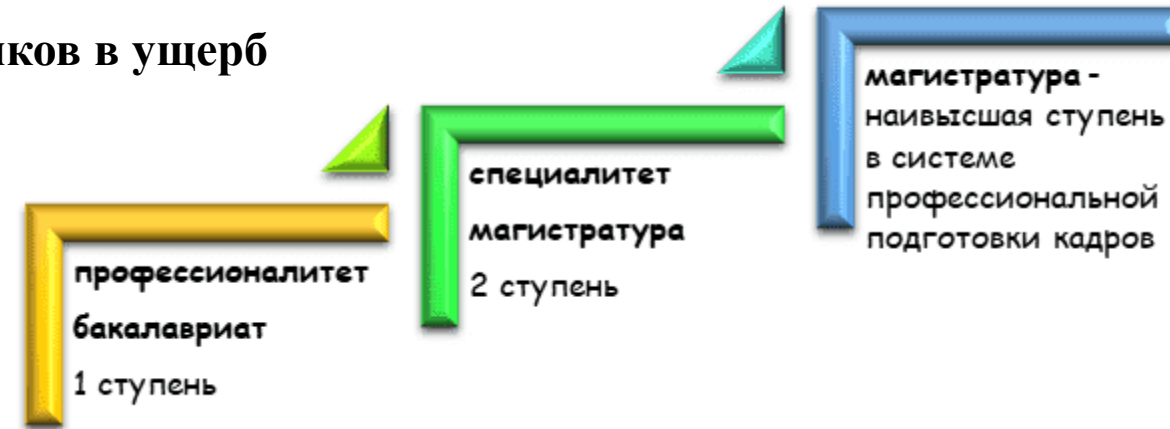 ков в ущерб
профессионалитет
бакалавриат
1 ступень
специалитет
магистратура
2 ступень
магистратура -
наивысшая ступень
в системе
профессиональной
подготовки кадров